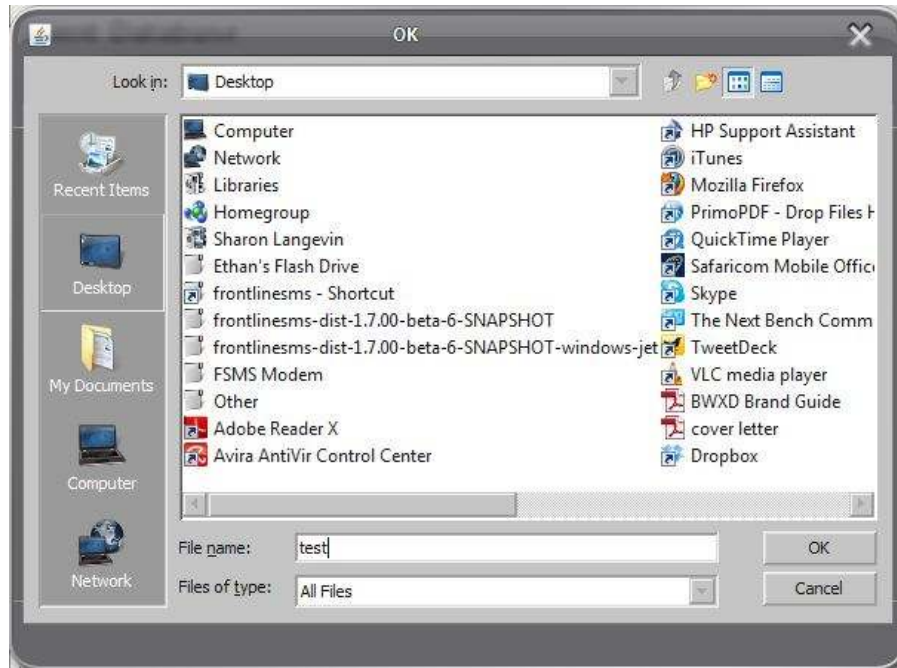 OK
Look in:
Desktop
Recent Items
Desktop
My Documents
Computer
Network
Computer
Network
Libraries
Homegroup
Sharon Langevin
Ethan's Flash Drive
frontlinesms - Shortcut
frontlinesms-dist-1.7.00-beta-6-SNAPSHOT
frontlinesms-dist-1.7.00-beta-6-SNAPSHOT-windows-jet
FSMS Modem
Other
Adobe Reader X
Avira AntiVir Control Center
HP Support Assistant
iTunes
Mozilla Firefox
PrimoPDF - Drop Files H
QuickTime Player
Safaricom Mobile Office
Skype
The Next Bench Comm
TweetDeck
VLC media player
BWXD Brand Guide
cover letter
Dropbox
File name:
test
OK
Files of type:
All Files
Cancel